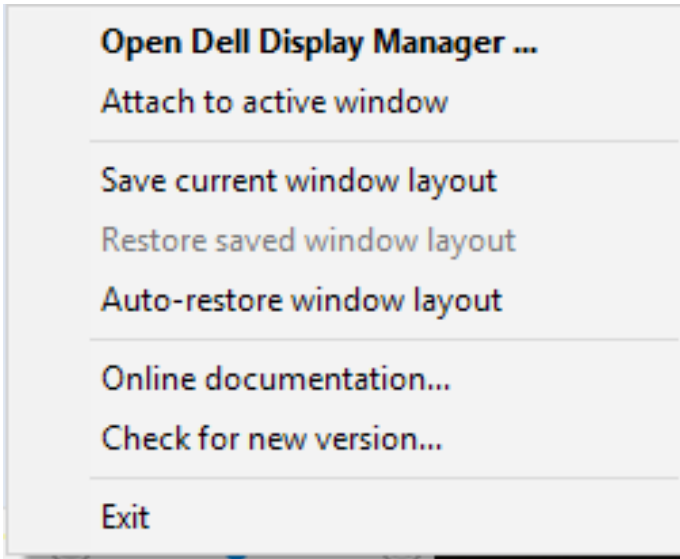 Open Dell Display Manager ...
Attach to active window
Save current window layout
Restore saved window layout
Auto-restore window layout
Online documentation...
Check for new version...
Exit